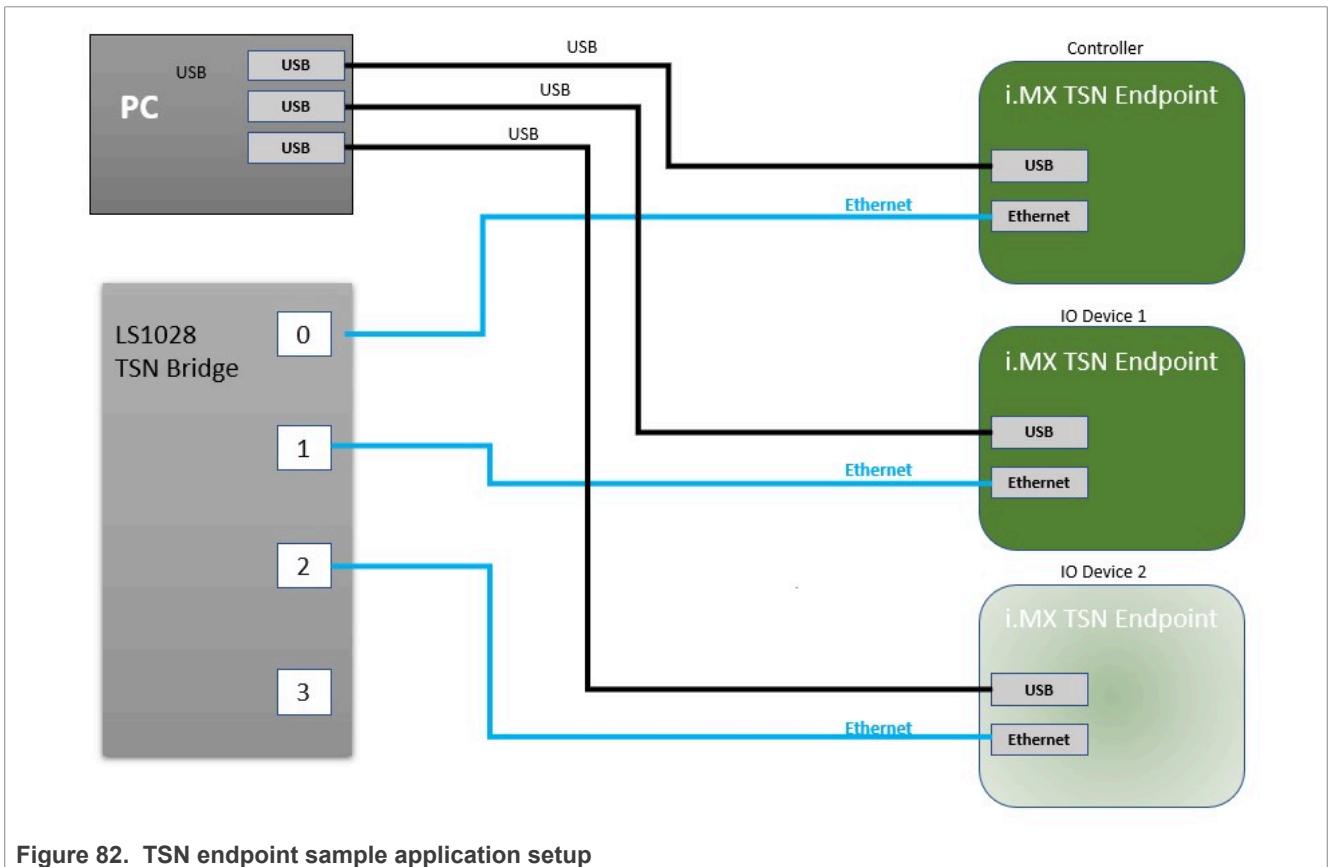 USB
PC
USB
USB
USB
USB
USB
USB
Controller
i.MX TSN Endpoint
USB
Ethernet
Ethernet
LS1028
TSN Bridge
0
1
2
3
IO Device 1
i.MX TSN Endpoint
USB
Ethernet
Ethernet
IO Device 2
i.MX TSN Endpoint
USB
Ethernet
Ethernet
Figure 82. TSN endpoint sample application setup